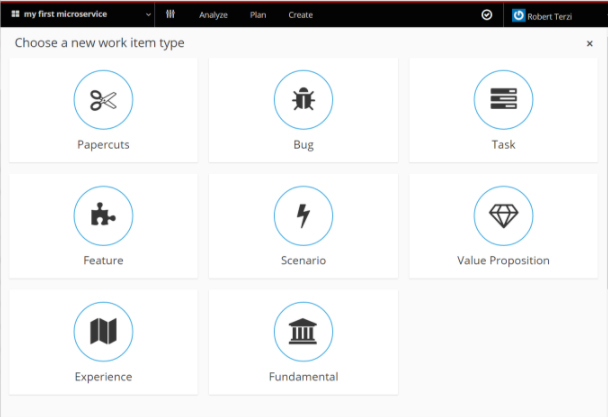 my first microservice Analyze Plan Create Robert Terzi
Choose a new work item type ×
Papercuts Bug Task
Feature Scenario Value Proposition
Experience Fundamental